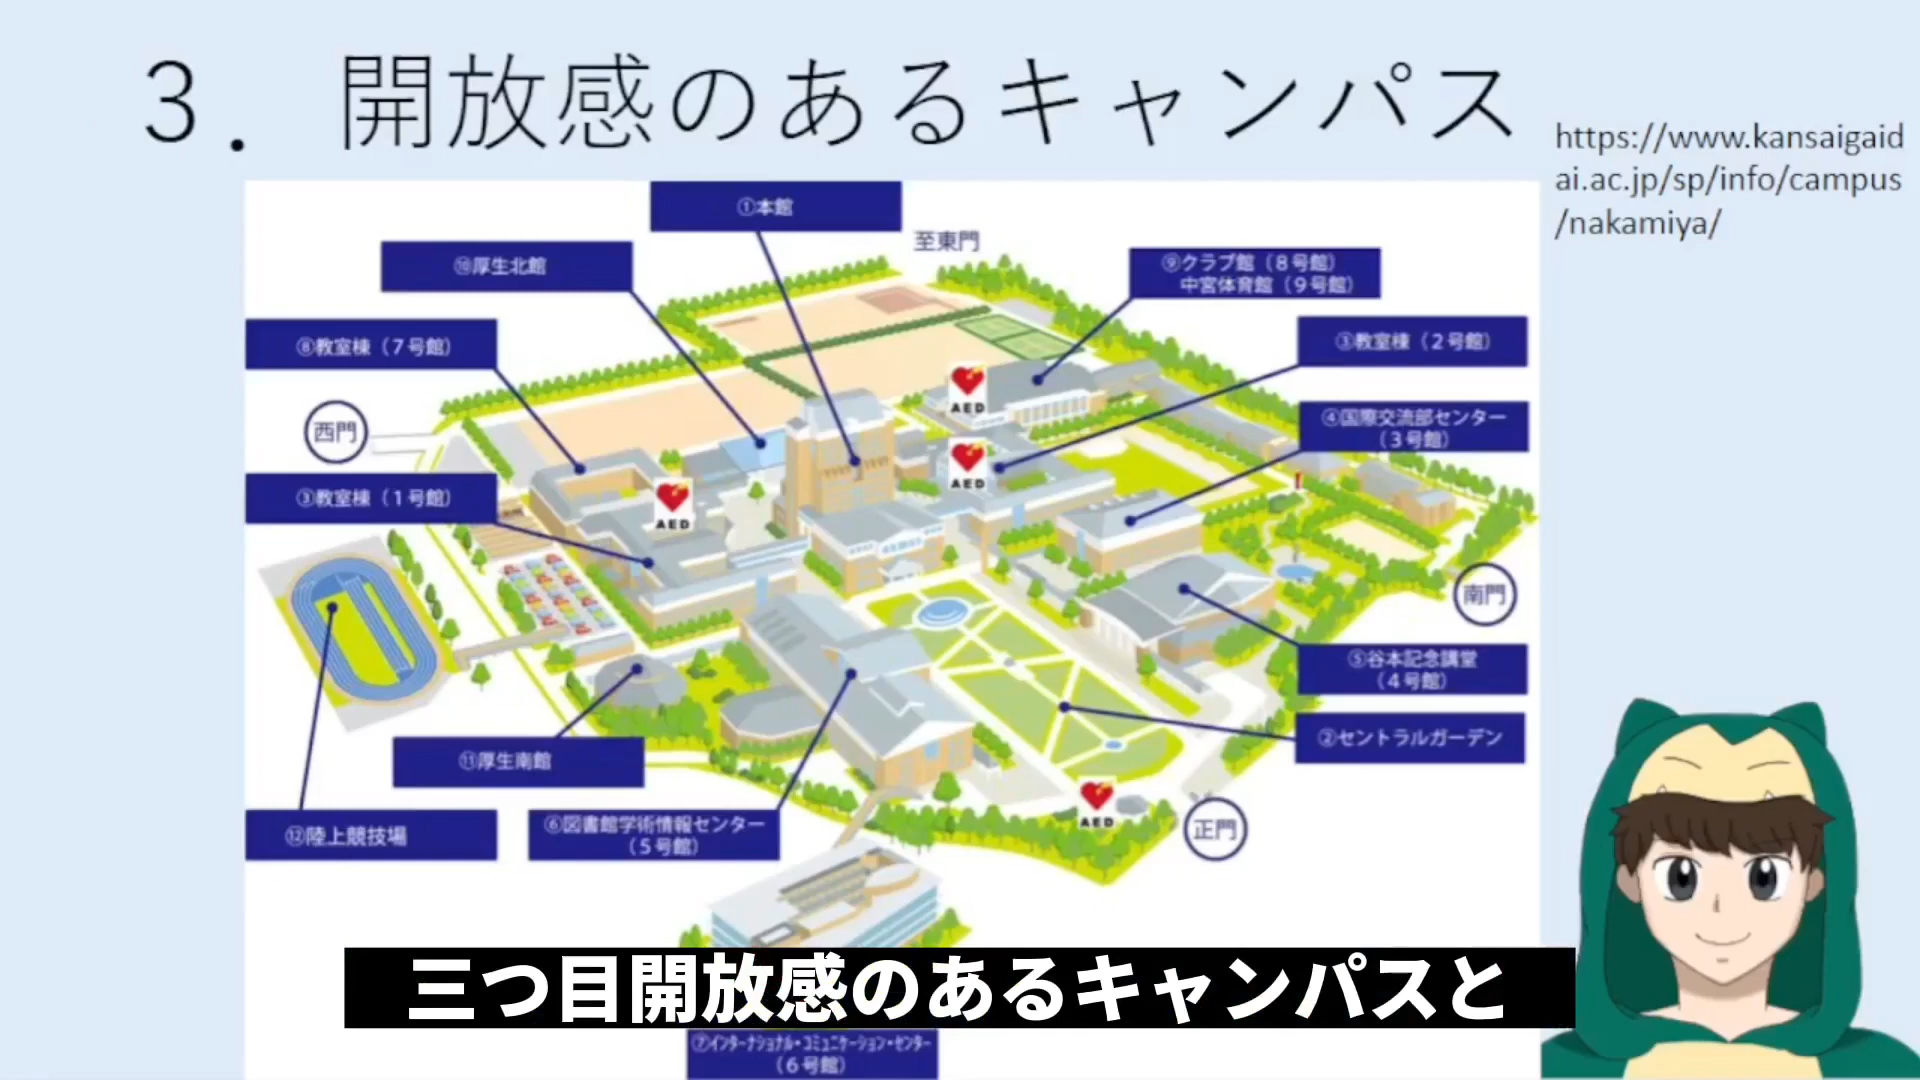 3. 開放感のあるキャンパス
https://www.kansaigaid
ai.ac.jp/sp/info/campus
/nakamiya/
①本館
至東門
⑩厚生北館
⑨クラブ館（8号館）
中宮体育館（9号館）
⑧教室棟（7号館）
③教室棟（2号館）
AED
西門
④国際交流部センター
（3号館）
AED
③教室棟（1号館）
AED
南門
⑤谷本記念講堂
（4号館）
②セントラルガーデン
⑪厚生南館
AED
正門
⑫陸上競技場
⑥図書館学術情報センター
（5号館）
三つ目開放感のあるキャンパスと
⑦インターナショナル・コミュニケーション・センター
（6号館）